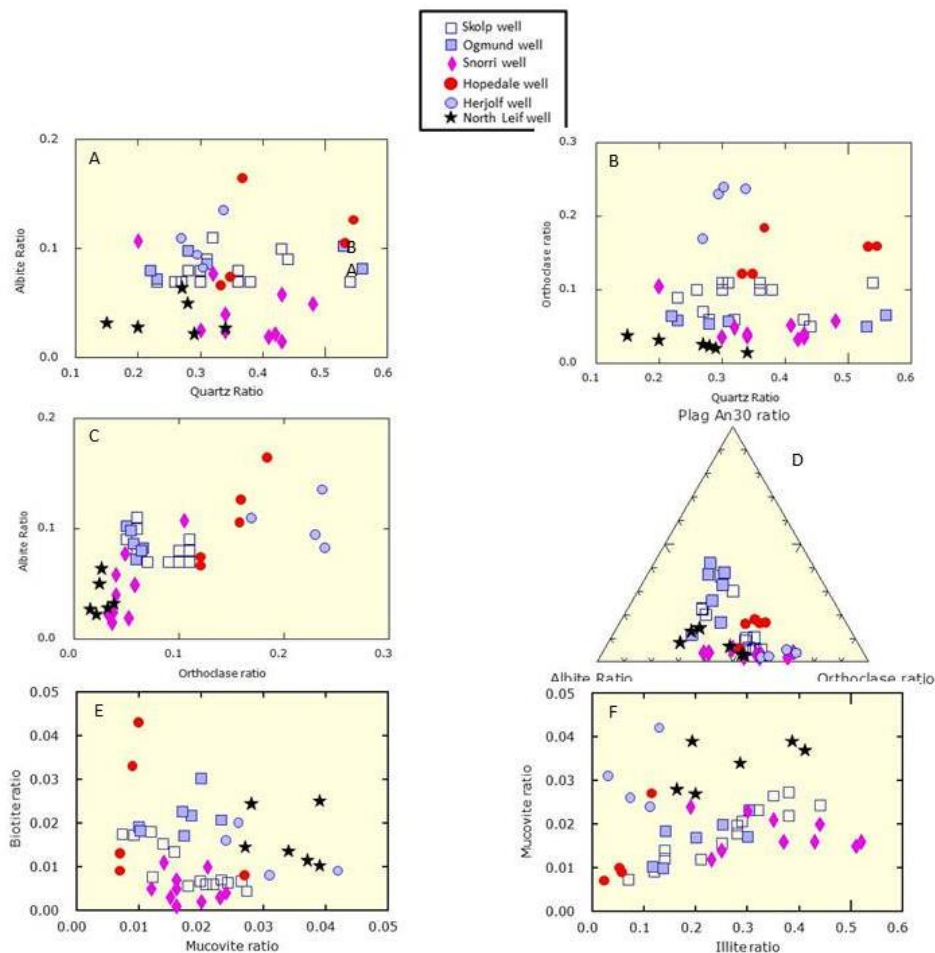 Skolp well
Ogmund well
Snorri well
Hopedale well
Herjolf well
North Leif well
A
0.2
0.1
0.0
Albite Ratio
B
A
0.1 0.2 0.3 0.4 0.5 0.6
Quartz Ratio
B
0.3
0.2
0.1
0.0
Orthoclase ratio
0.1 0.2 0.3 0.4 0.5 0.6
Quartz Ratio
C
0.2
0.1
0.0
Albite Ratio
0.0 0.1 0.2 0.3
Orthoclase ratio
Plag An30 ratio
D
Albite Ratio Orthoclase ratio
E
0.05
0.04
0.03
0.02
0.01
0.00
Biotite ratio
0.00 0.01 0.02 0.03 0.04 0.05
Mucovite ratio
F
0.05
0.04
0.03
0.02
0.01
0.00
Mucovite ratio
0.0 0.1 0.2 0.3 0.4 0.5 0.6
Illite ratio